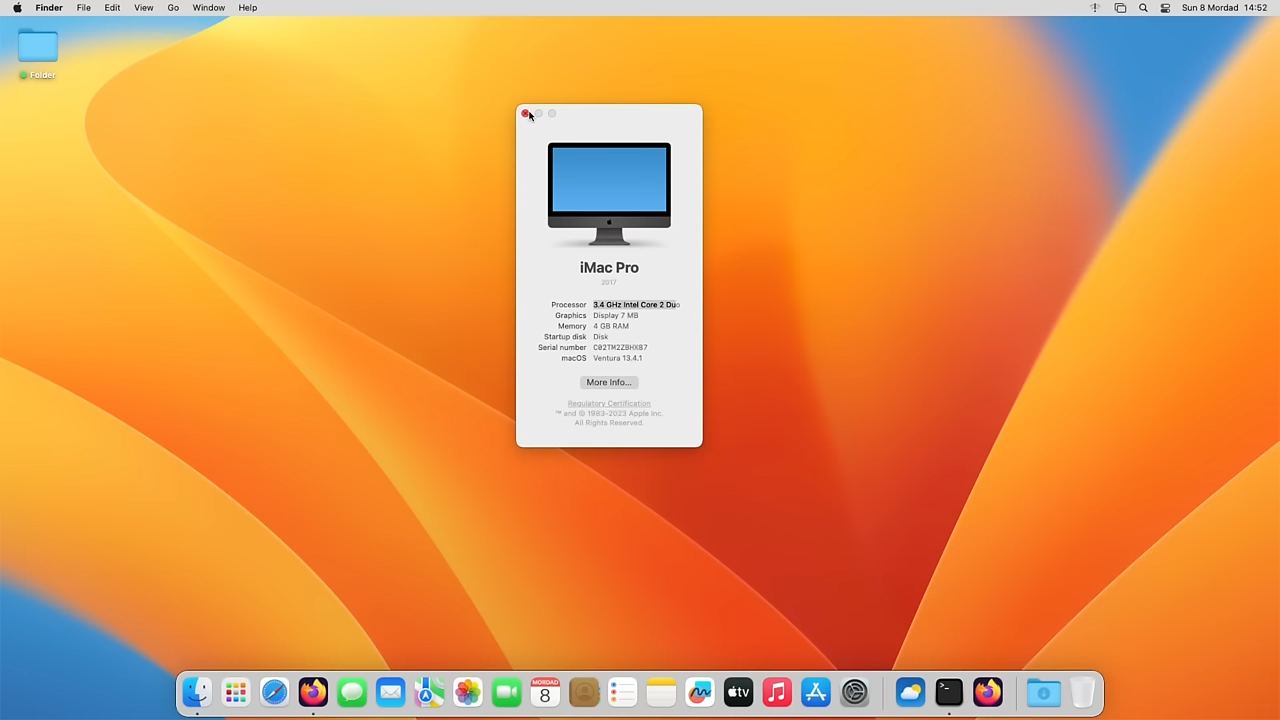 Finder File Edit View Go Window Help Sun 8 Mordad 14:52
Folder
iMac Pro
2017
Processor 3.4 GHz Intel Core 2 Duo
Graphics Display 7 MB
Memory 4 GB RAM
Startup disk Disk
Serial number C02TM2ZBHX87
macOS Ventura 13.4.1
More Info...
Regulatory Certification
™ and © 1983-2023 Apple Inc.
All Rights Reserved.
MORDAD
8
tv
>_